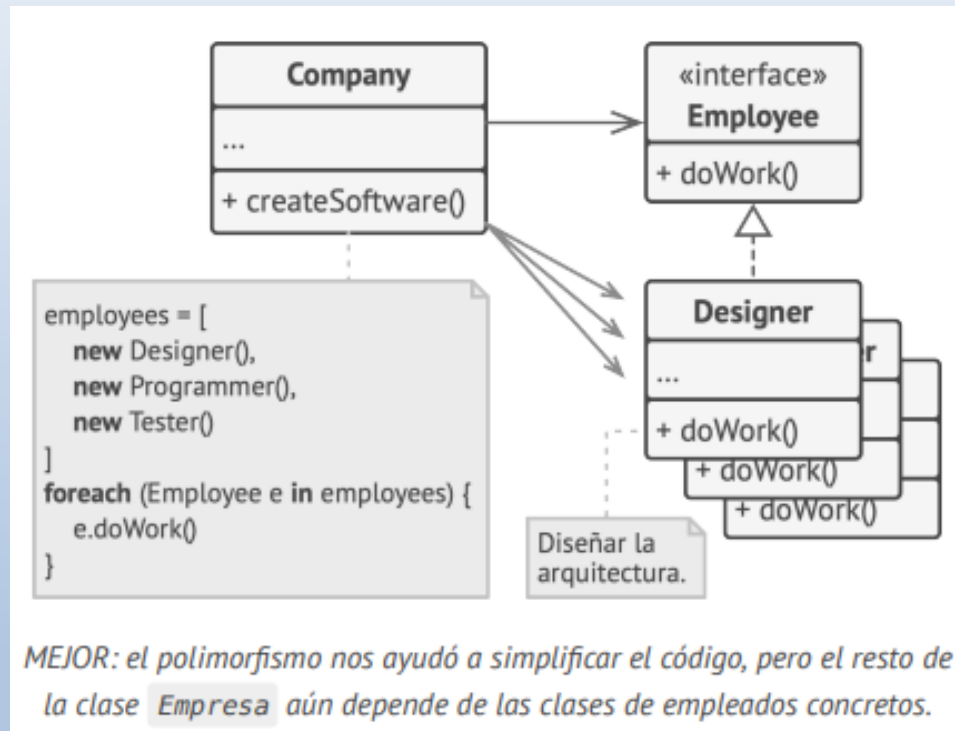 Company
...
+ createSoftware()
«interface»
Employee
+ doWork()
employees = [
new Designer(),
new Programmer(),
new Tester()
]
foreach (Employee e in employees) {
e.doWork()
}
Designer
...
+ doWork()
r
+ doWork()
+ doWork()
Diseñar la
arquitectura.
MEJOR: el polimorfismo nos ayudó a simplificar el código, pero el resto de
la clase Empresa aún depende de las clases de empleados concretos.